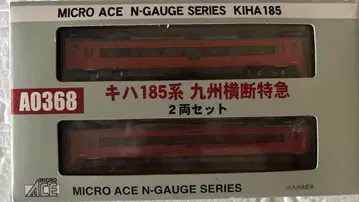 MICRO ACE N-GAUGE SERIES KIHA185
A0368
キハ185系 九州横断特急
2両セット
MICRO ACE
MICRO ACE N-GAUGE SERIES